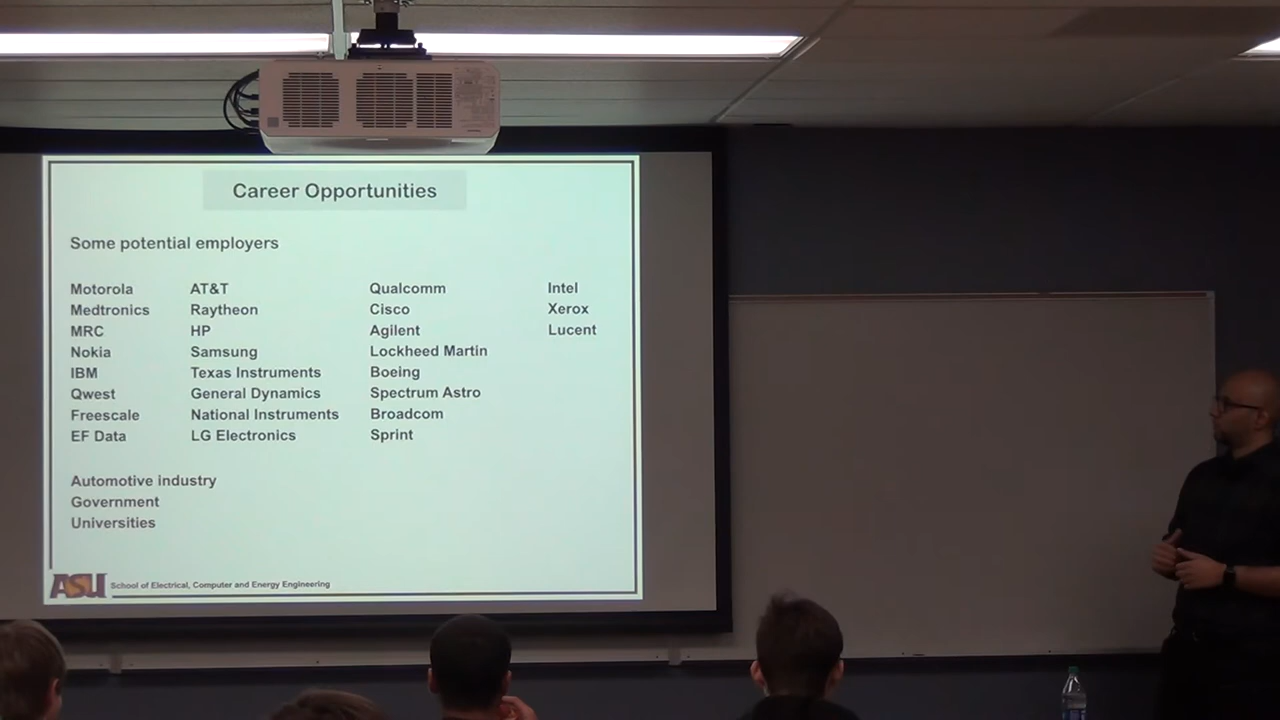 Career Opportunities
Some potential employers
Motorola AT&T Qualcomm Intel
Medtronics Raytheon Cisco Xerox
MRC HP Agilent Lucent
Nokia Samsung Lockheed Martin
IBM Texas Instruments Boeing
Qwest General Dynamics Spectrum Astro
Freescale National Instruments Broadcom
EF Data LG Electronics Sprint
Automotive industry
Government
Universities
ASU School of Electrical, Computer and Energy Engineering